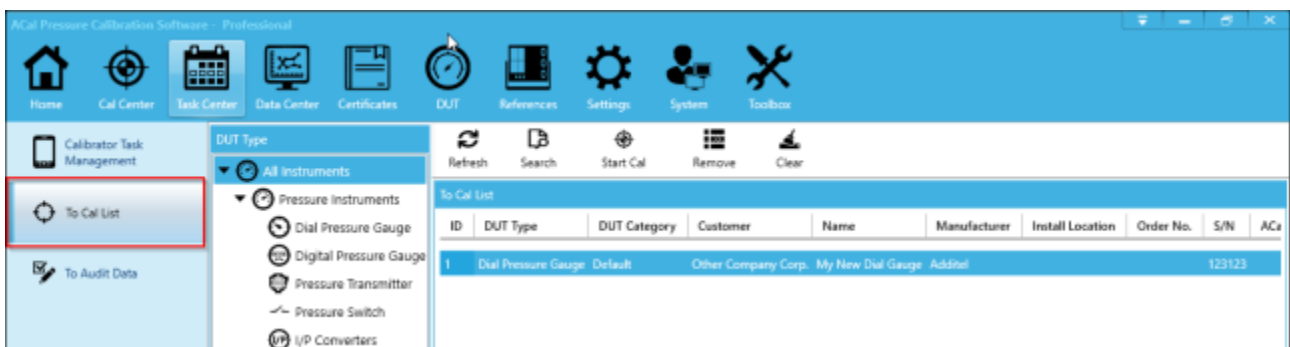 ACal Pressure Calibration Software - Professional
Home Cal Center Task Center Data Center Certificates DUT References Settings System Toolbox
Calibrator Task Management
To Cal List
To Audit Data
DUT Type
All Instruments
Pressure Instruments
Dial Pressure Gauge
Digital Pressure Gauge
Pressure Transmitter
Pressure Switch
I/P Converters
Refresh Search Start Cal Remove Clear
To Cal List
ID DUT Type DUT Category Customer Name Manufacturer Install Location Order No. S/N ACa
1 Dial Pressure Gauge Default Other Company Corp. My New Dial Gauge Additel 123123